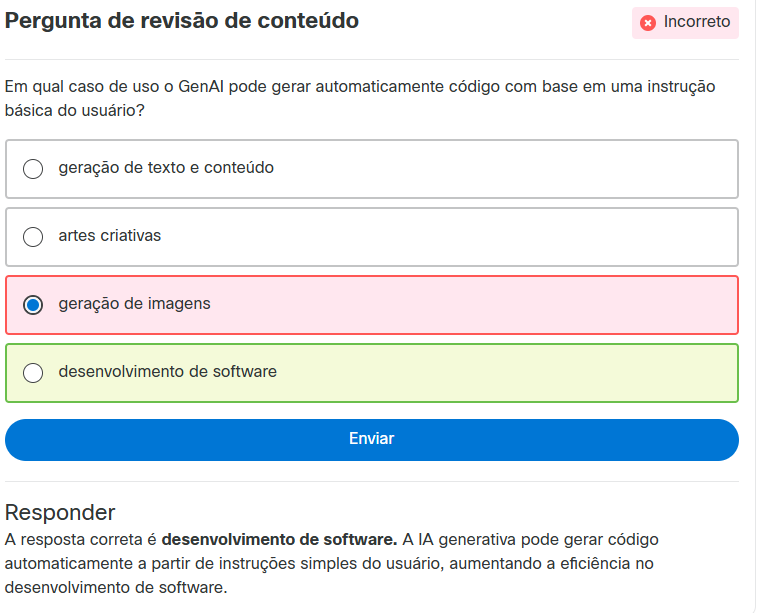 Pergunta de revisão de conteúdo
Incorreto
Em qual caso de uso o GenAI pode gerar automaticamente código com base em uma instrução
básica do usuário?
geração de texto e conteúdo
artes criativas
geração de imagens
desenvolvimento de software
Enviar
Responder
A resposta correta é desenvolvimento de software. A IA generativa pode gerar código
automaticamente a partir de instruções simples do usuário, aumentando a eficiência no
desenvolvimento de software.